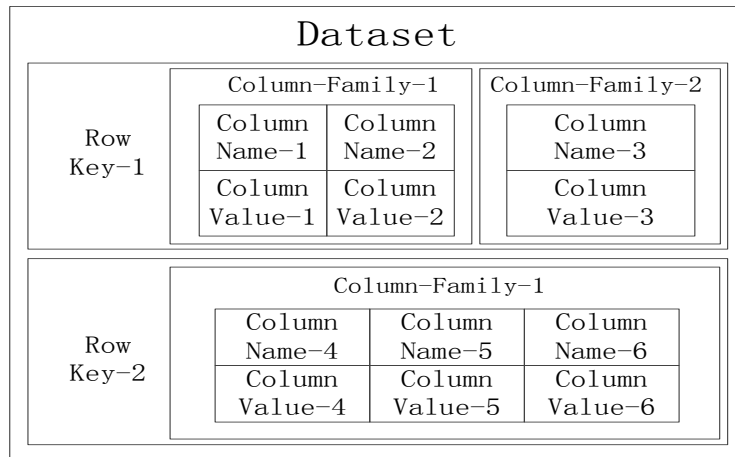 Dataset
Row
Key-1
Column-Family-1
Column
Name-1
Column
Name-2
Column
Value-1
Column
Value-2
Column-Family-2
Column
Name-3
Column
Value-3
Row
Key-2
Column-Family-1
Column
Name-4
Column
Name-5
Column
Name-6
Column
Value-4
Column
Value-5
Column
Value-6